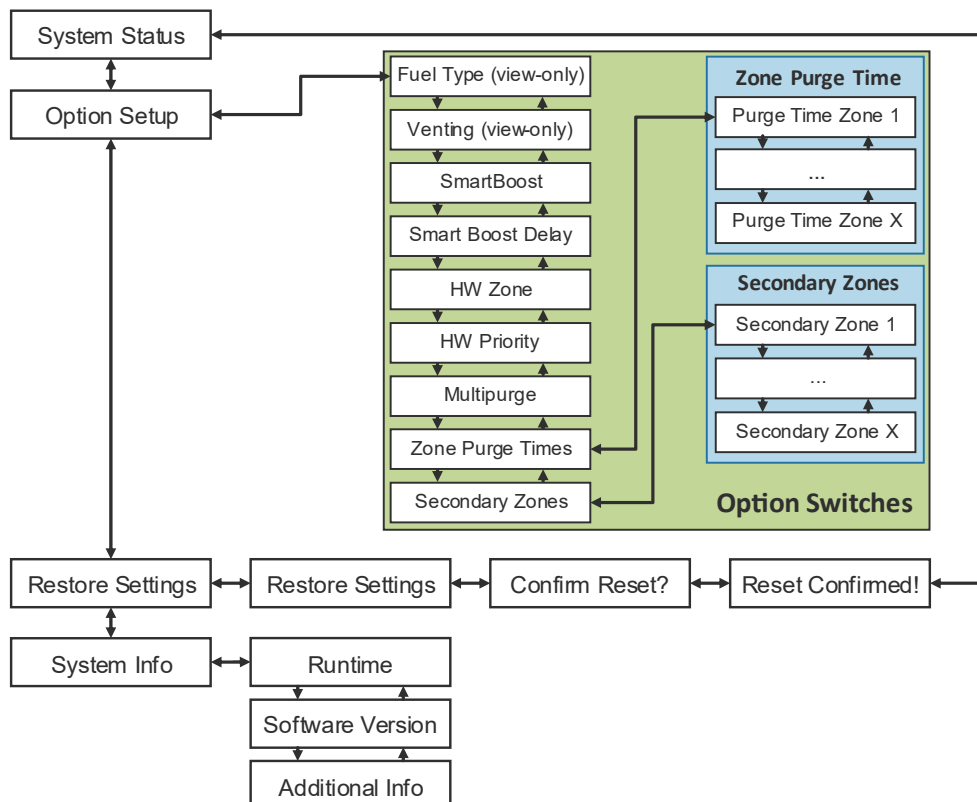 System Status
Option Setup
Fuel Type (view-only)
Venting (view-only)
SmartBoost
Smart Boost Delay
HW Zone
HW Priority
Multipurge
Zone Purge Times
Secondary Zones
Zone Purge Time
Purge Time Zone 1
...
Purge Time Zone X
Secondary Zones
Secondary Zone 1
...
Secondary Zone X
Option Switches
Restore Settings
Restore Settings
Confirm Reset?
Reset Confirmed!
System Info
Runtime
Software Version
Additional Info